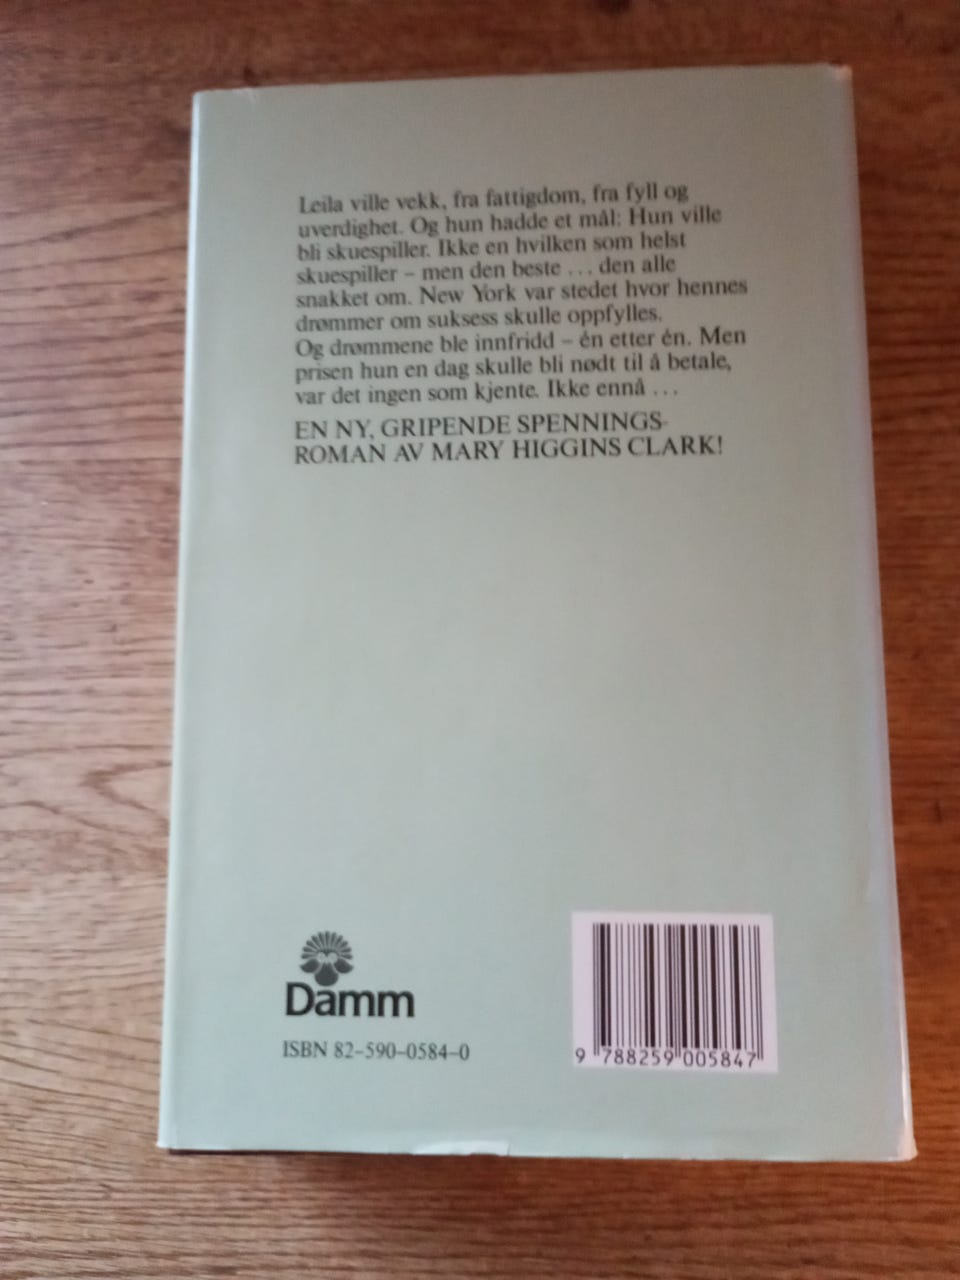 Leila ville vekk, fra fattigdom, fra fyll og
uverdighet. Og hun hadde et mål: Hun ville
bli skuespiller. Ikke en hvilken som helst
skuespiller – men den beste ... den alle
snakket om. New York var stedet hvor hennes
drømmer om suksess skulle oppfylles.
Og drømmene ble innfridd – én etter én. Men
prisen hun en dag skulle bli nødt til å betale,
var det ingen som kjente. Ikke ennå ...
EN NY, GRIPENDE SPENNINGS-
ROMAN AV MARY HIGGINS CLARK!
Damm
ISBN 82–590–0584–0
9 788259 005847